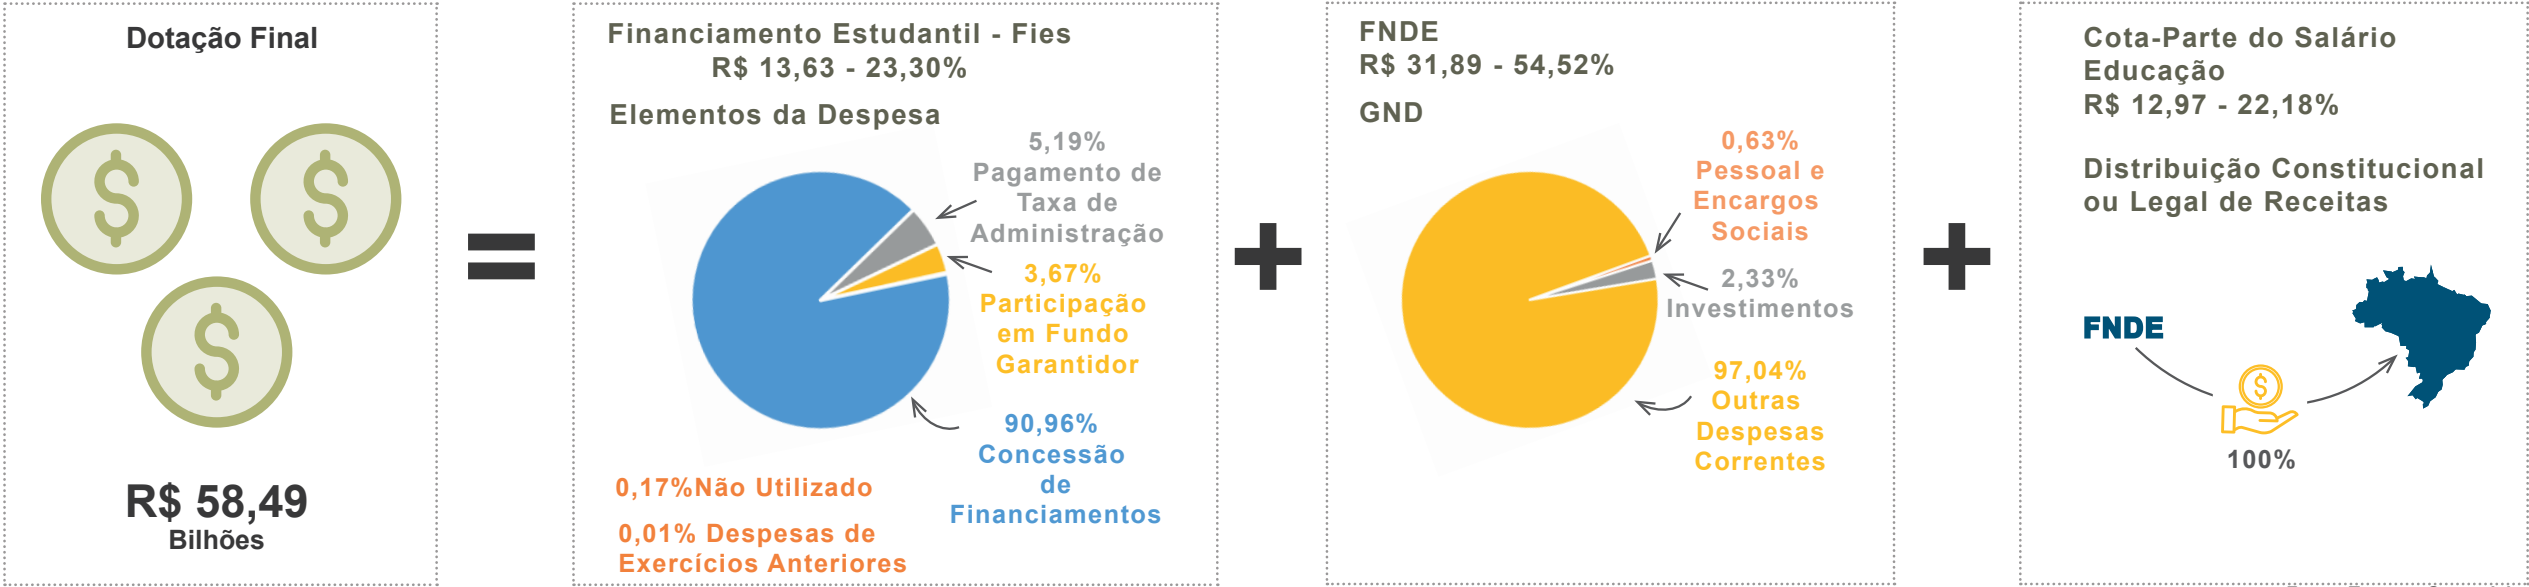 Dotação Final
R$ 58,49
Bilhões
=
Financiamento Estudantil - Fies
R$ 13,63 - 23,30%
Elementos da Despesa
5,19%
Pagamento de
Taxa de
Administração
3,67%
Participação
em Fundo
Garantidor
90,96%
Concessão
de
Financiamentos
0,17%Não Utilizado
0,01% Despesas de
Exercícios Anteriores
+
FNDE
R$ 31,89 - 54,52%
GND
0,63%
Pessoal e
Encargos
Sociais
2,33%
Investimentos
97,04%
Outras
Despesas
Correntes
+
Cota-Parte do Salário
Educação
R$ 12,97 - 22,18%
Distribuição Constitucional
ou Legal de Receitas
FNDE
100%